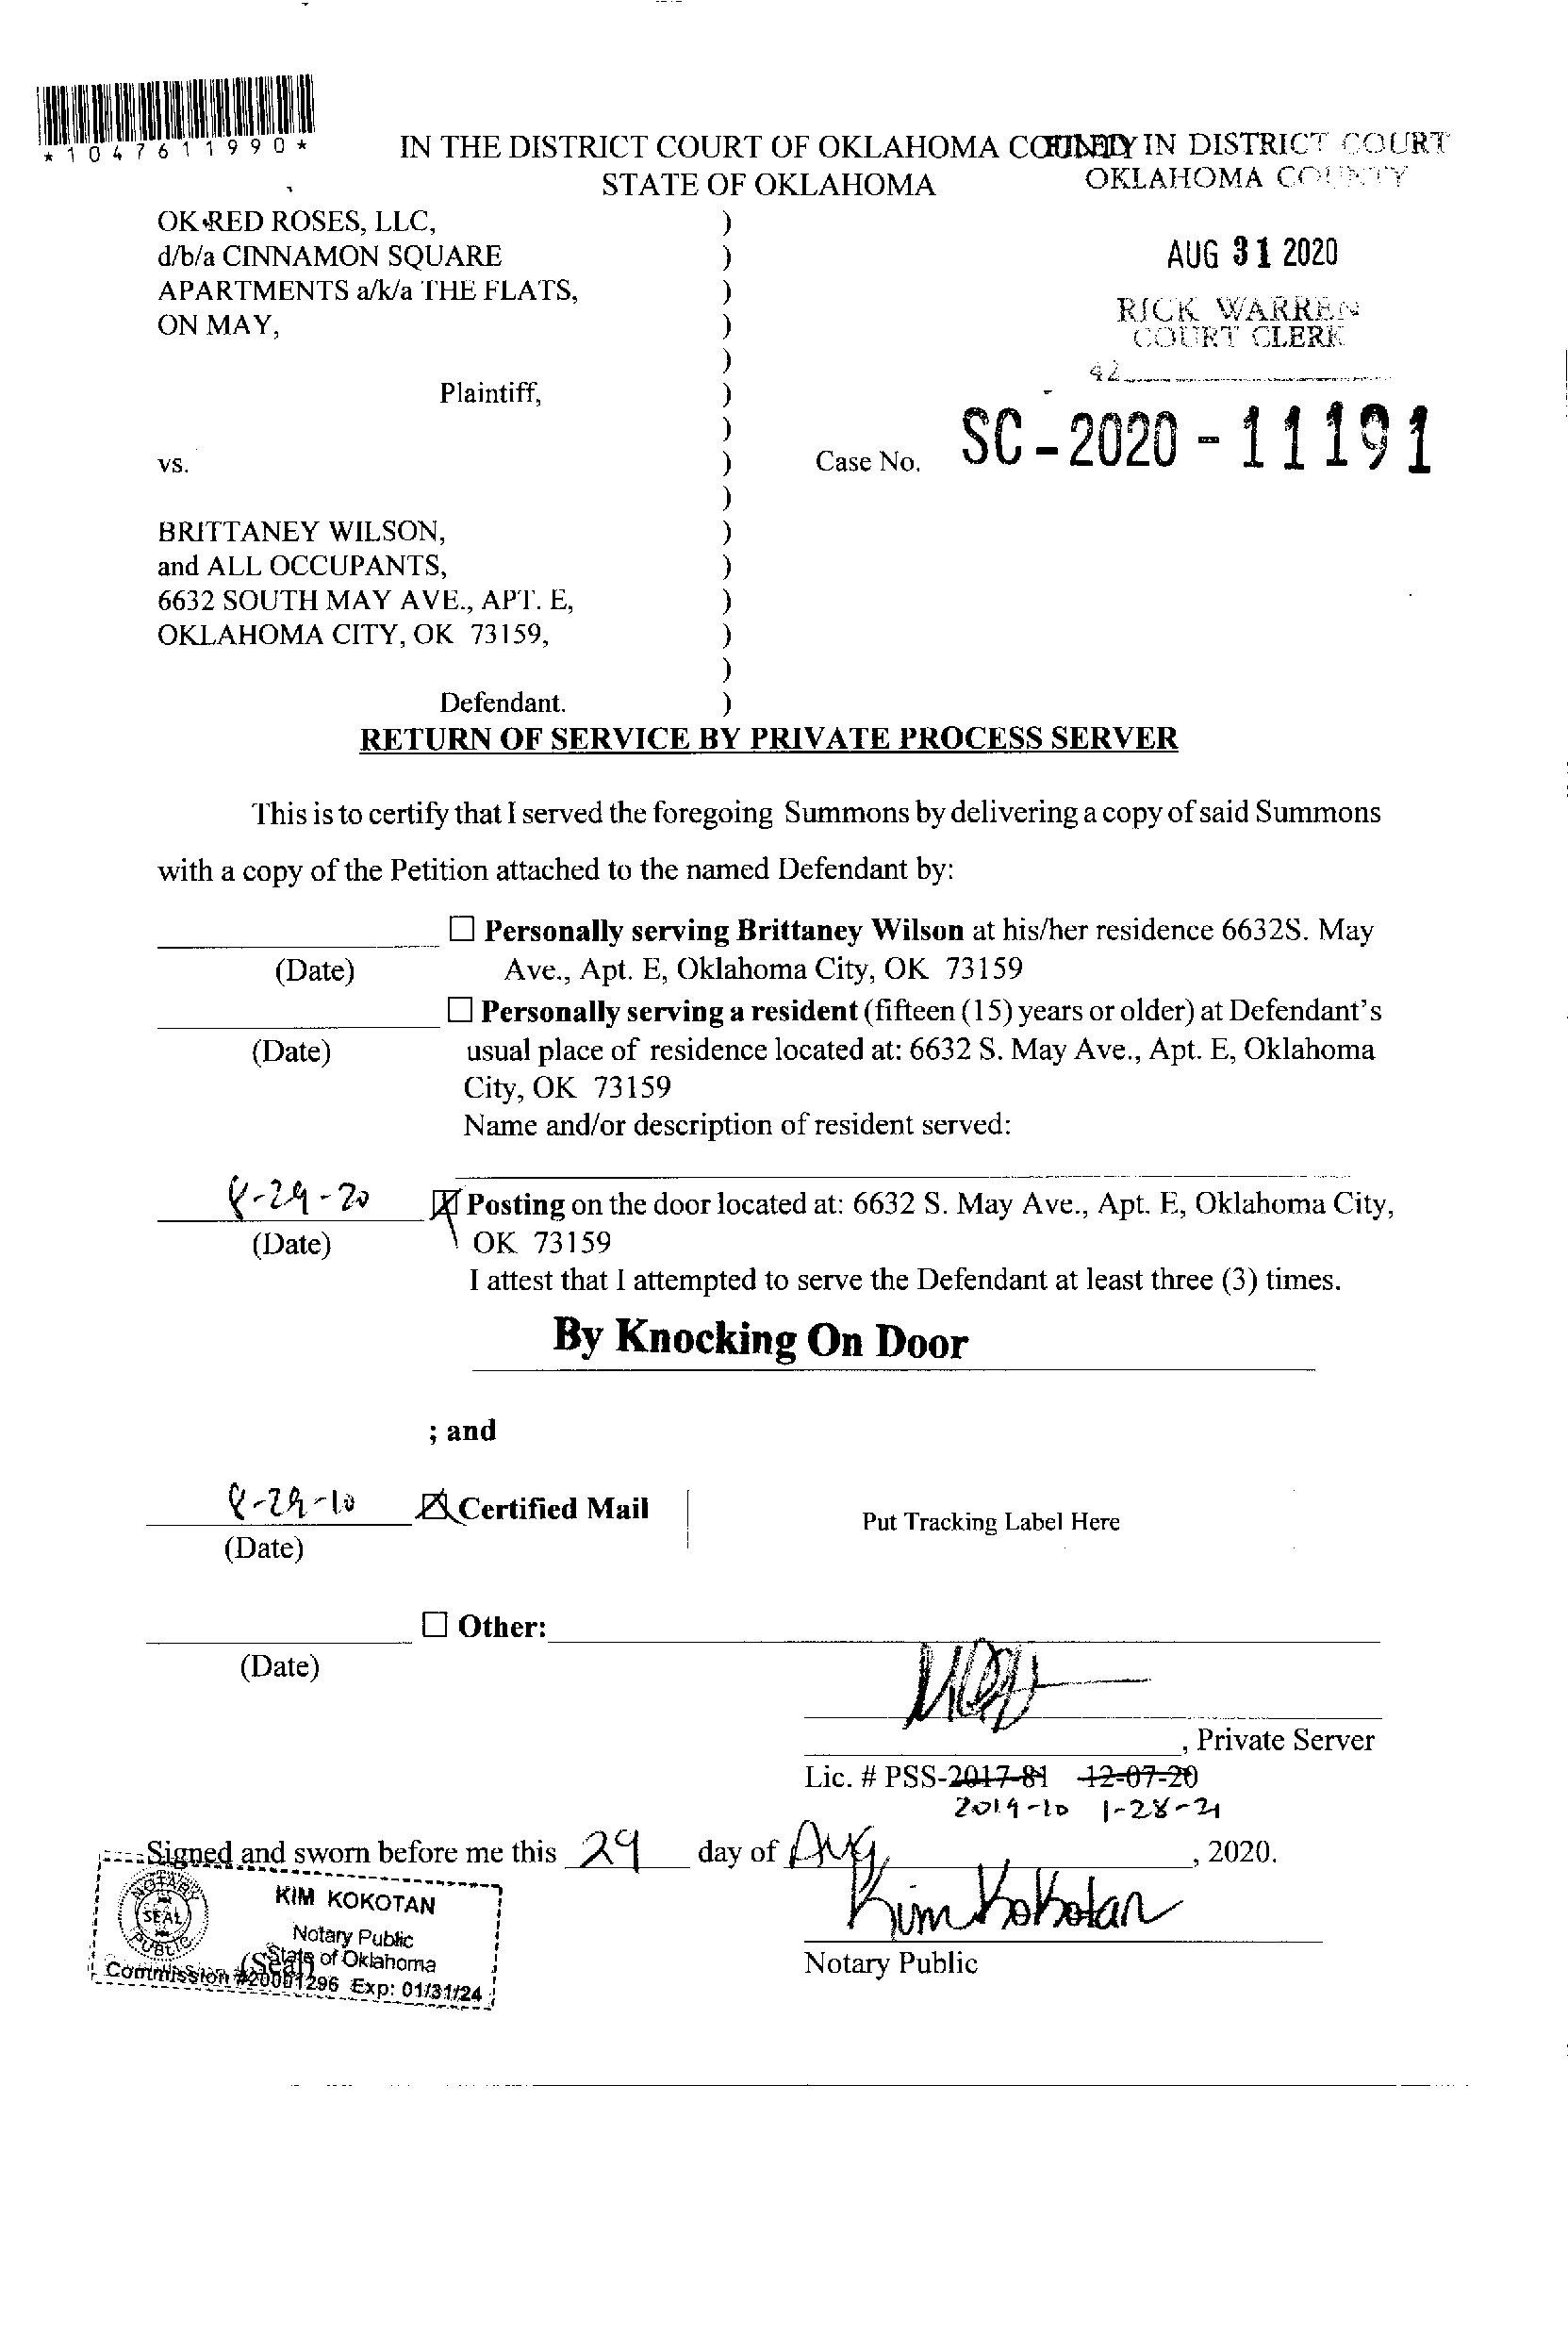 *1047611990*
IN THE DISTRICT COURT OF OKLAHOMA COUNTY
FILED IN DISTRICT COURT
STATE OF OKLAHOMA
OKLAHOMA COUNTY
OK RED ROSES, LLC, )
d/b/a CINNAMON SQUARE )
AUG 31 2020
APARTMENTS a/k/a THE FLATS, )
ON MAY, )
RICK WARREN
COURT CLERK
)
42
Plaintiff, )
)
vs. ) Case No. SC-2020-11191
)
BRITTANEY WILSON, )
and ALL OCCUPANTS, )
6632 SOUTH MAY AVE., APT. E, )
OKLAHOMA CITY, OK 73159, )
)
Defendant. )
RETURN OF SERVICE BY PRIVATE PROCESS SERVER
This is to certify that I served the foregoing Summons by delivering a copy of said Summons
with a copy of the Petition attached to the named Defendant by:
☐ Personally serving Brittaney Wilson at his/her residence 6632S. May
(Date) Ave., Apt. E, Oklahoma City, OK 73159
☐ Personally serving a resident (fifteen (15) years or older) at Defendant's
(Date) usual place of residence located at: 6632 S. May Ave., Apt. E, Oklahoma
City, OK 73159
Name and/or description of resident served:
8-29-20 ☒ Posting on the door located at: 6632 S. May Ave., Apt. E, Oklahoma City,
(Date) OK 73159
I attest that I attempted to serve the Defendant at least three (3) times.
By Knocking On Door
; and
8-29-20 ☒ Certified Mail Put Tracking Label Here
(Date)
☐ Other:
(Date)
, Private Server
Lic. # PSS-2017-81 12-07-20
2019-10 1-28-21
Signed and sworn before me this 29 day of Aug, 2020.
NOTARY
SEAL
PUBLIC
KIM KOKOTAN
Notary Public
State of Oklahoma
(Seal)
Commission #20001296 Exp: 01/31/24
Kim Kokotan
Notary Public